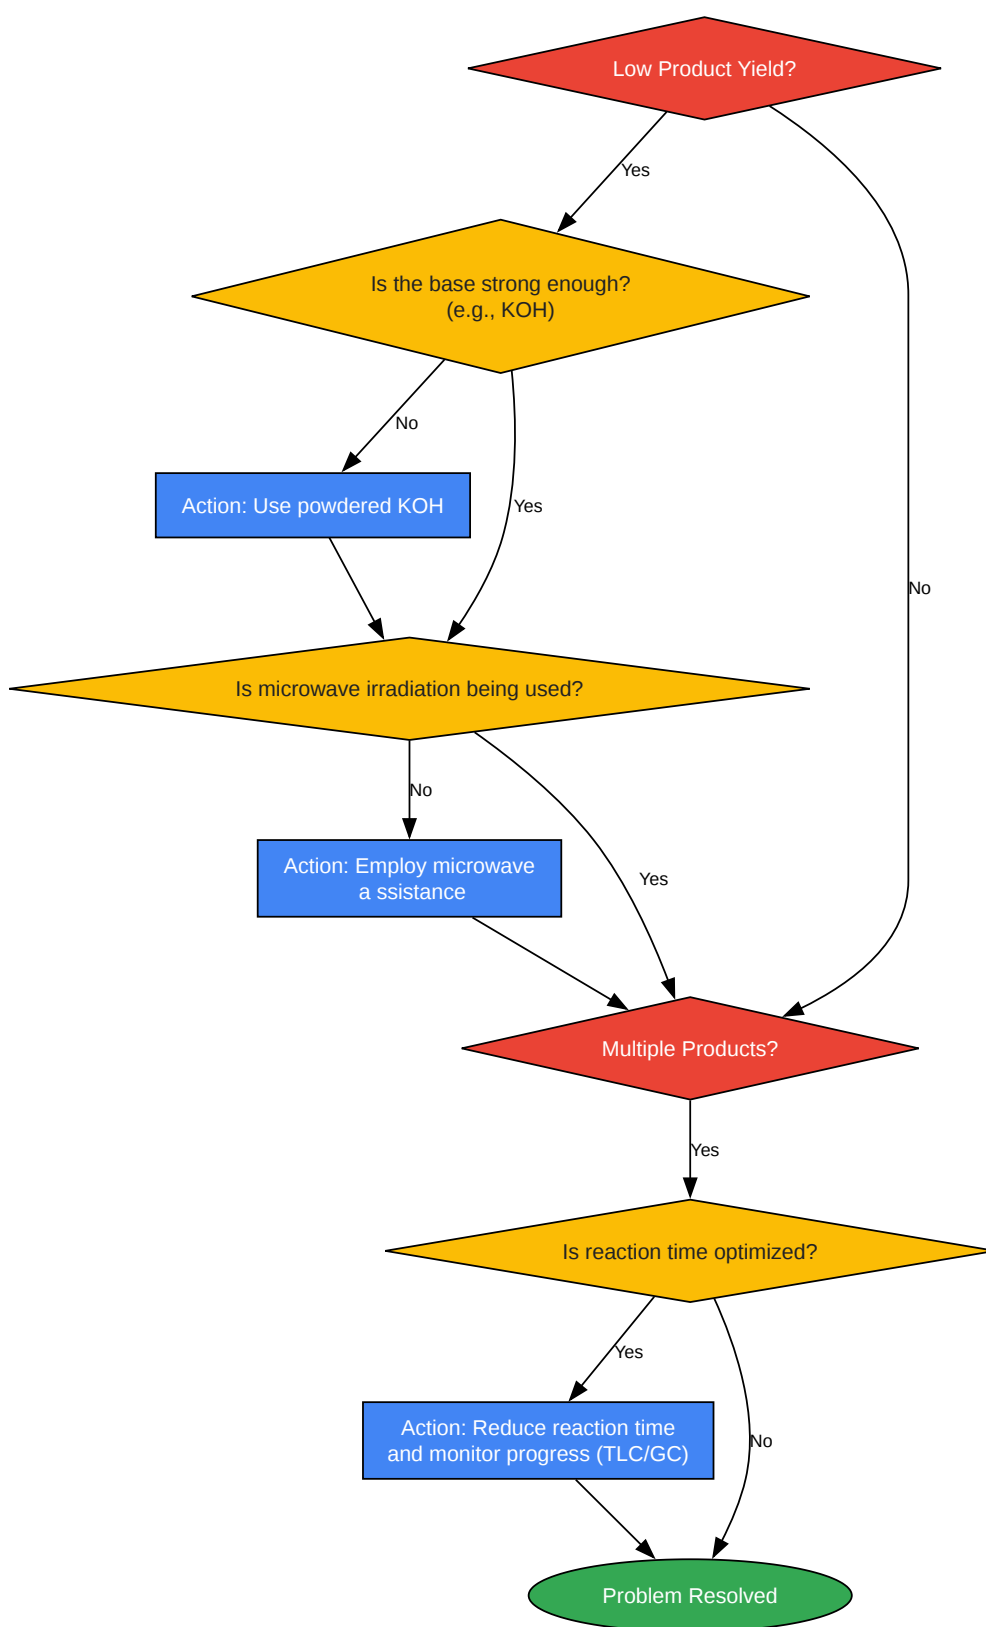 Low Product Yield?
Yes
Is the base strong enough?
(e.g., KOH)
No
Action: Use powdered KOH
Yes
No
Is microwave irradiation being used?
No
Action: Employ microwave
a ssistance
Yes
Multiple Products?
Yes
Is reaction time optimized?
Yes
Action: Reduce reaction time
and monitor progress (TLC/GC)
No
Problem Resolved